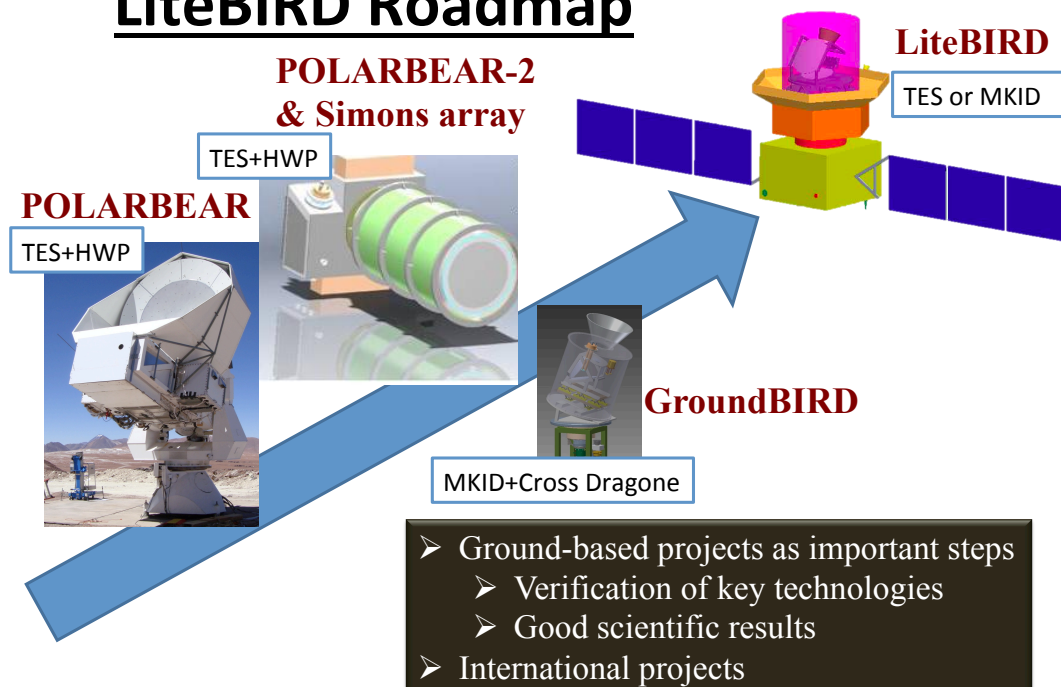 LiteBIRD Roadmap
POLARBEAR-2
& Simons array
TES+HWP
LiteBIRD
TES or MKID
POLARBEAR
TES+HWP
GroundBIRD
MKID+Cross Dragone
➢ Ground-based projects as important steps
➢ Verification of key technologies
➢ Good scientific results
➢ International projects